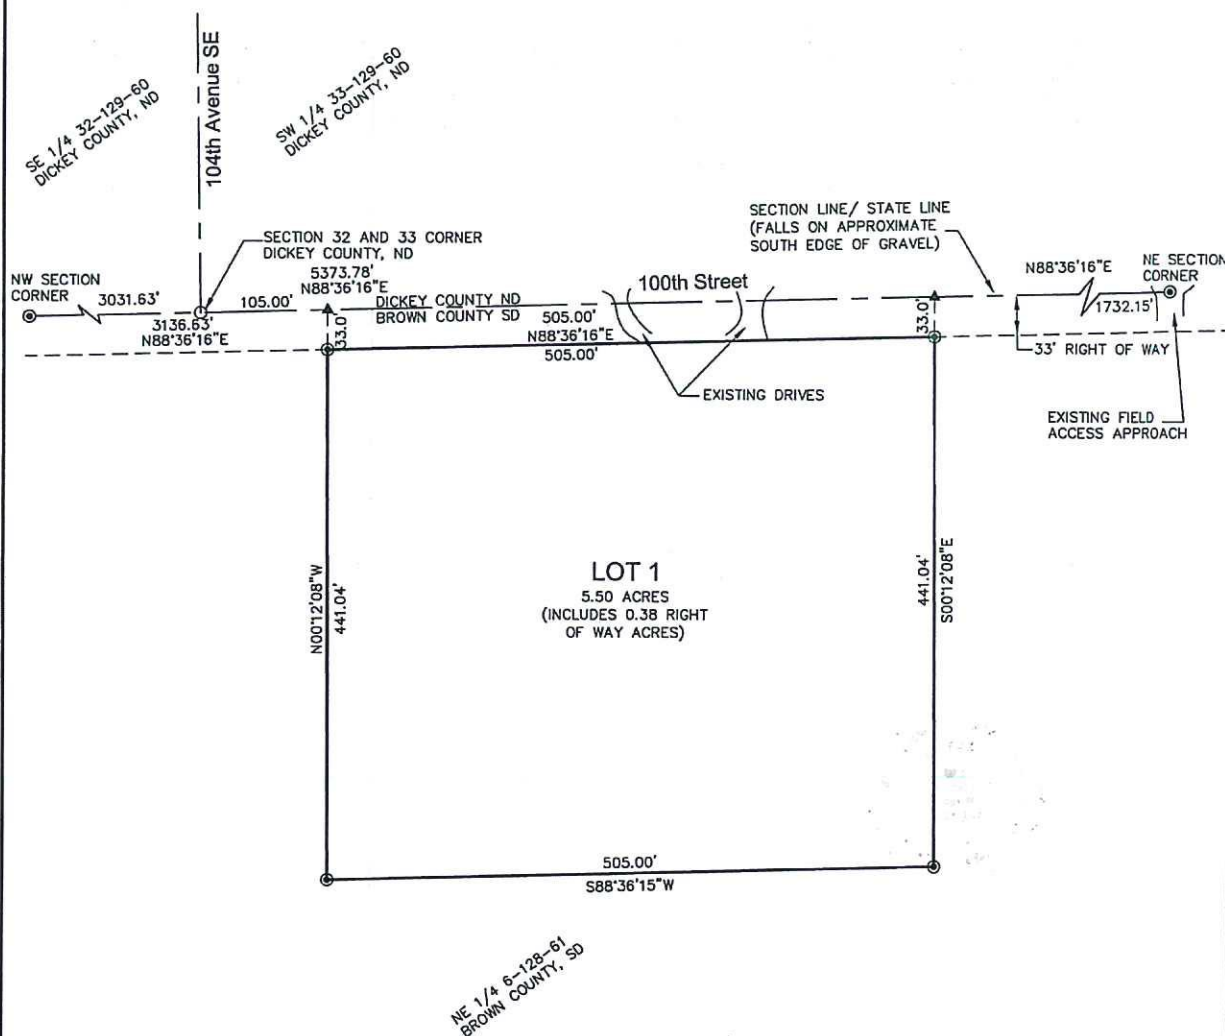 104th Avenue SE
SE 1/4 32-129-60
DICKEY COUNTY, ND
SW 1/4 33-129-60
DICKEY COUNTY, ND
SECTION 32 AND 33 CORNER
DICKEY COUNTY, ND
SECTION LINE/ STATE LINE
(FALLS ON APPROXIMATE
SOUTH EDGE OF GRAVEL)
NW SECTION
CORNER
3031.63'
3136.63'
N88°36'16"E
105.00'
5373.78'
N88°36'16"E
DICKEY COUNTY ND
BROWN COUNTY SD
100th Street
505.00'
N88°36'16"E
505.00'
33.0'
33.0'
N88°36'16"E
NE SECTION
CORNER
1732.15'
33' RIGHT OF WAY
EXISTING DRIVES
EXISTING FIELD
ACCESS APPROACH
N00°12'08"W
441.04'
LOT 1
5.50 ACRES
(INCLUDES 0.38 RIGHT
OF WAY ACRES)
441.04'
S00°12'08"E
505.00'
S88°36'15"W
NE 1/4 6-128-61
BROWN COUNTY, SD